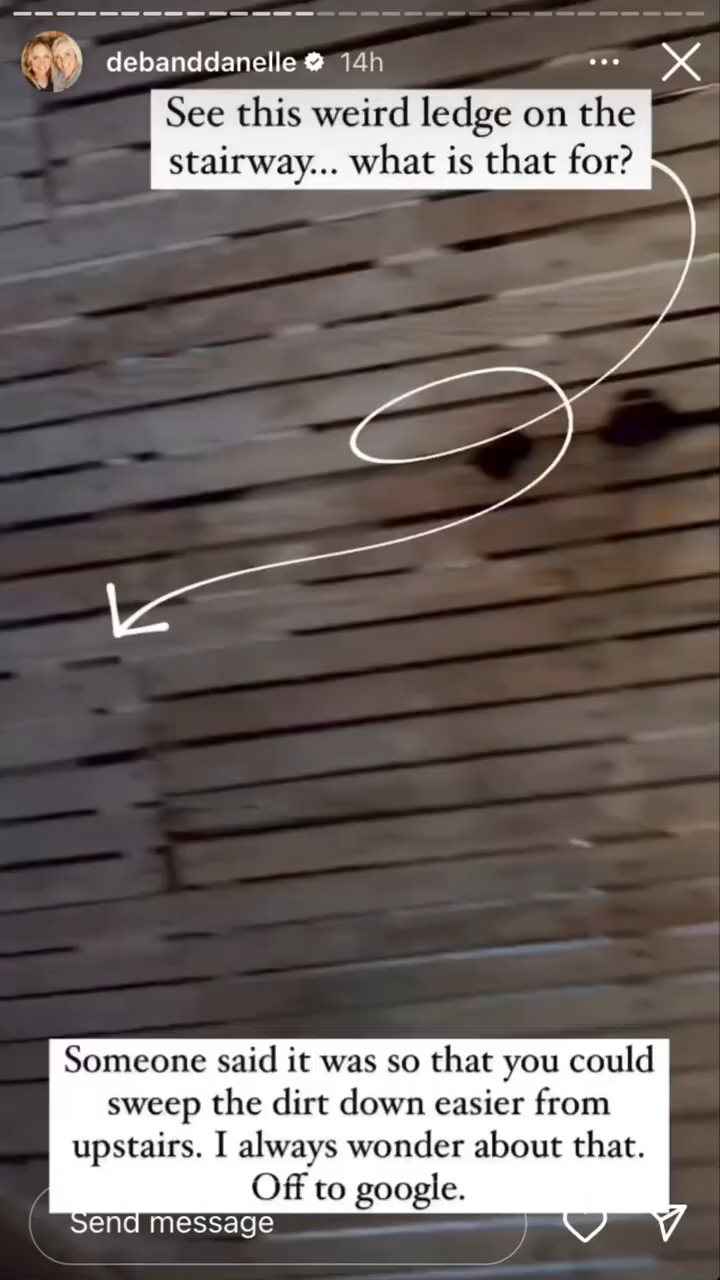 debanddanelle 14h
See this weird ledge on the
stairway... what is that for?
Someone said it was so that you could
sweep the dirt down easier from
upstairs. I always wonder about that.
Off to google.
Send message